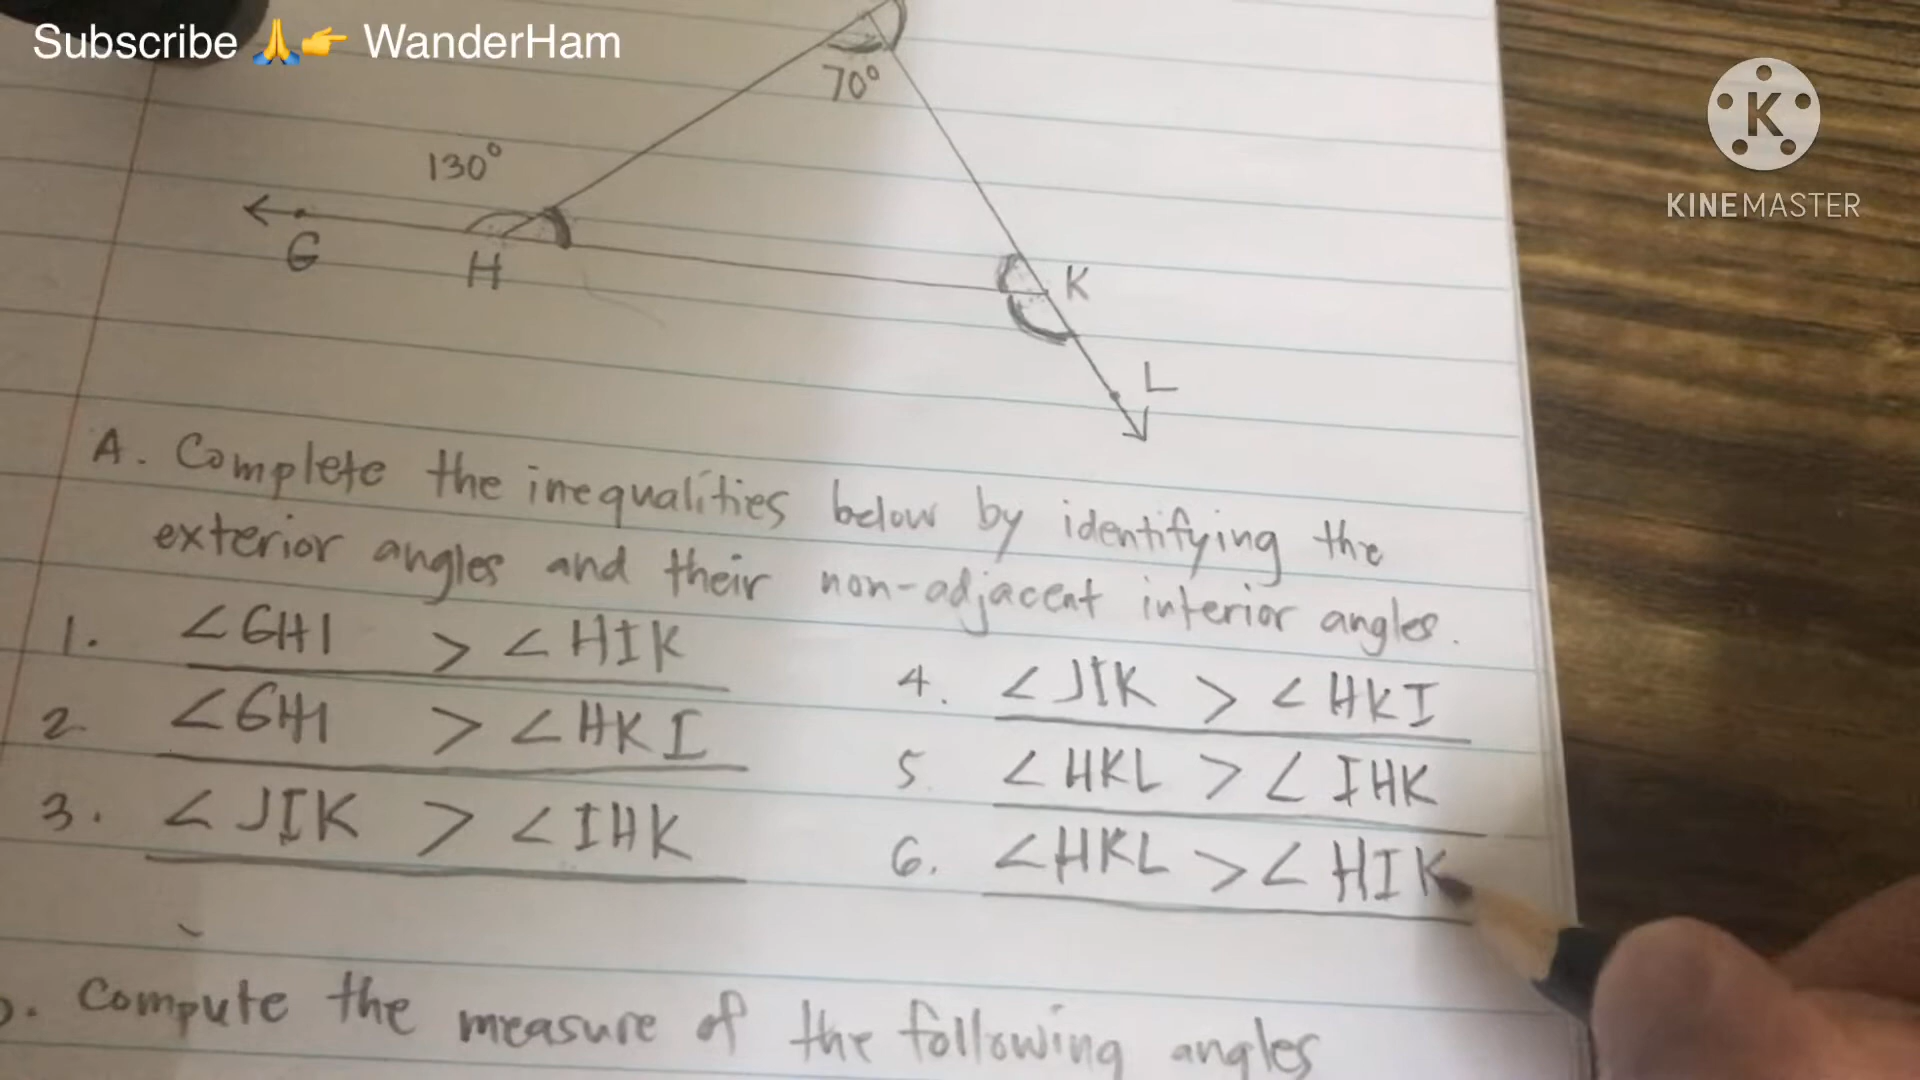 Subscribe 🙏👉 WanderHam
K
KINEMASTER
70°
130°
G
H
K
L
A. Complete the inequalities below by identifying the
exterior angles and their non-adjacent interior angles.
1. <GHI > <HIK
2 <GHI > <HKI
3. <JIK > <IHK
4. <JIK > <HKI
5. <HKL > <IHK
6. <HKL > <HIK
Compute the measure of the following angles